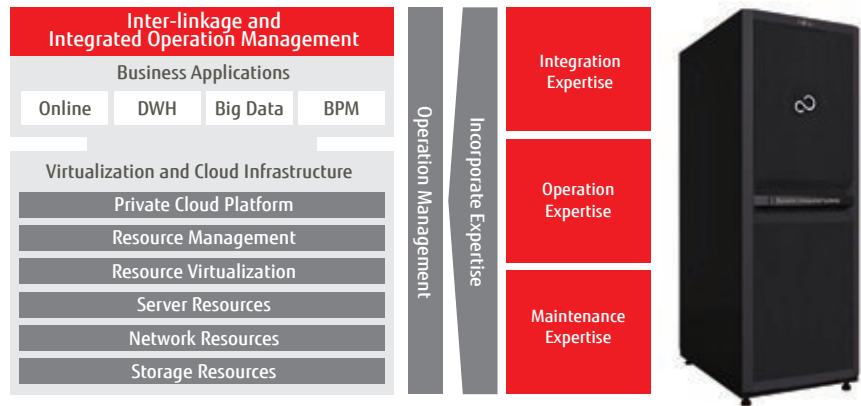 Inter-linkage and
Integrated Operation Management
Business Applications
Online
DWH
Big Data
BPM
Virtualization and Cloud Infrastructure
Private Cloud Platform
Resource Management
Resource Virtualization
Server Resources
Network Resources
Storage Resources
Operation Management
Incorporate Expertise
Integration
Expertise
Operation
Expertise
Maintenance
Expertise